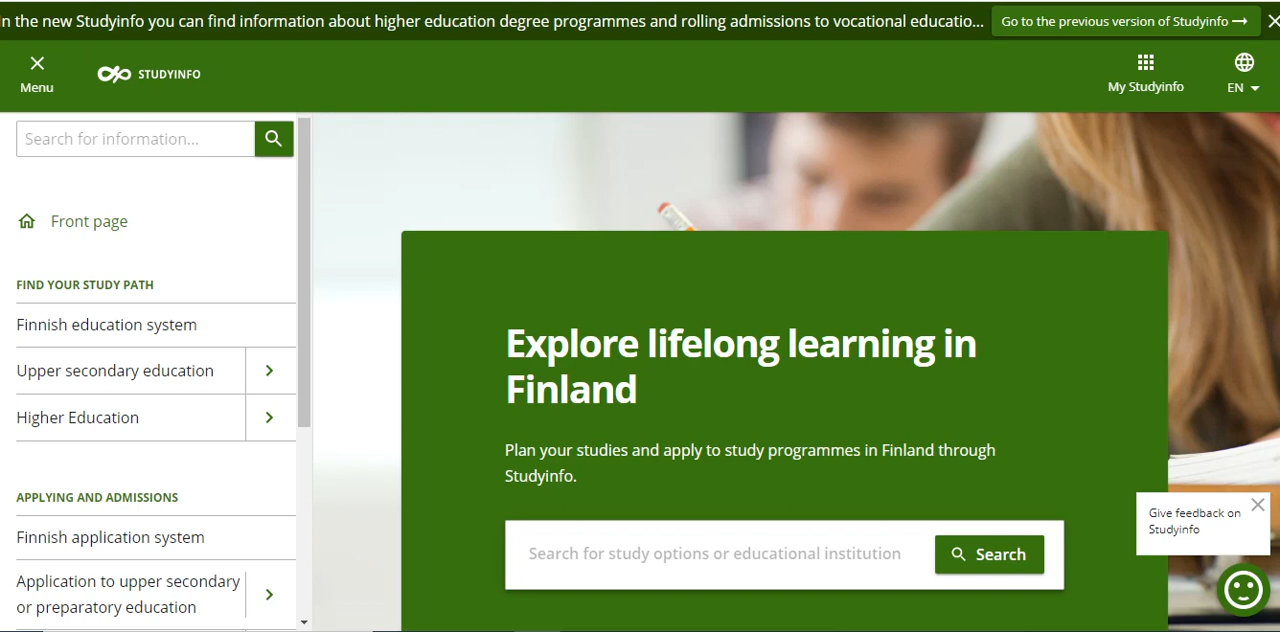 In the new Studyinfo you can find information about higher education degree programmes and rolling admissions to vocational educatio...
Go to the previous version of Studyinfo →
Menu
STUDYINFO
My Studyinfo
EN
Search for information...
Front page
FIND YOUR STUDY PATH
Finnish education system
Upper secondary education
Higher Education
APPLYING AND ADMISSIONS
Finnish application system
Application to upper secondary
or preparatory education
Explore lifelong learning in
Finland
Plan your studies and apply to study programmes in Finland through
Studyinfo.
Search for study options or educational institution
Search
Give feedback on
Studyinfo